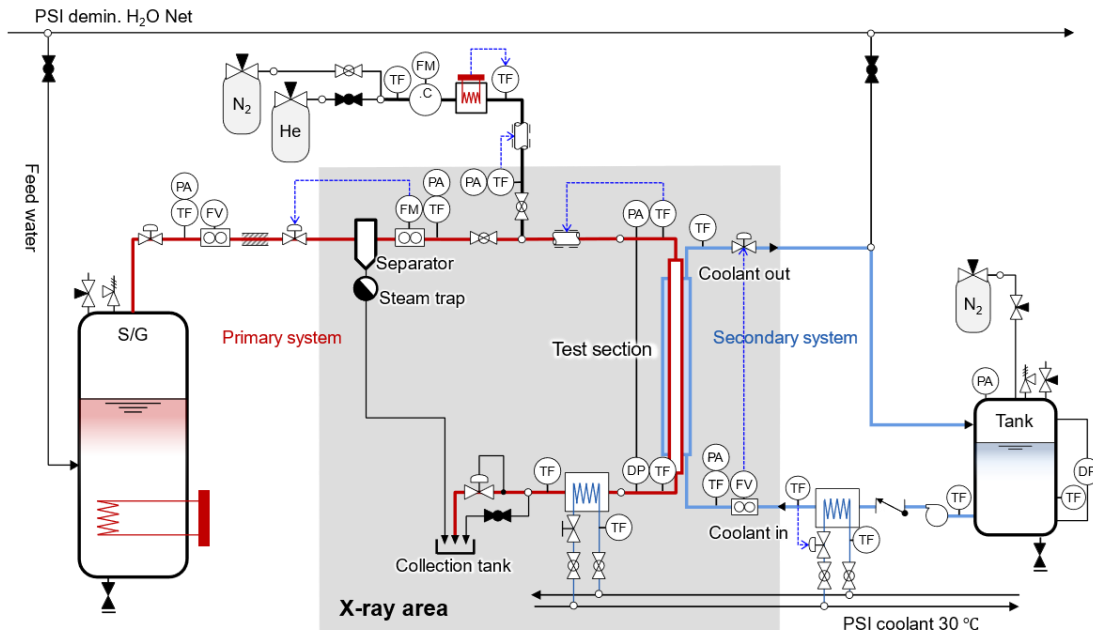 PSI demin. H₂O Net
FM
TF
.C
TF
N₂
He
Feed water
PA
TF
FV
FM
PA
TF
PA
TF
PA
TF
TF
Separator
Coolant out
Steam trap
N₂
S/G
Primary system
Test section
Secondary system
PA
Tank
TF
DP
TF
PA
TF
FV
TF
TF
TF
DP
Coolant in
TF
TF
Collection tank
X-ray area
PSI coolant 30 ℃